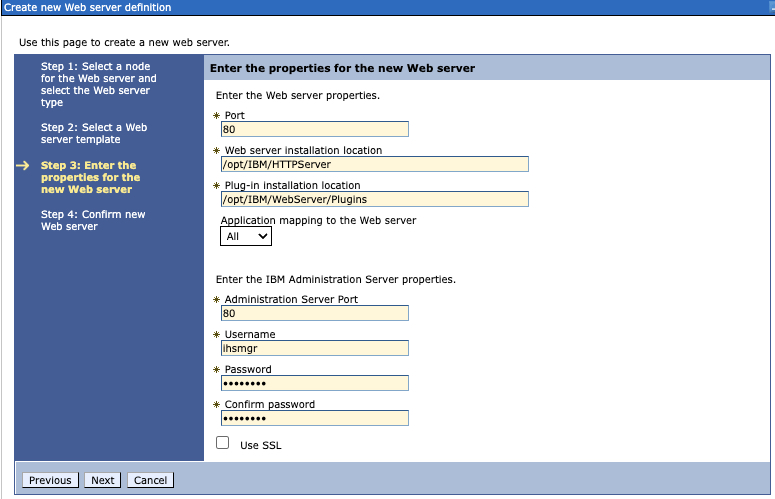 Create new Web server definition
Use this page to create a new web server.
Step 1: Select a node
for the Web server and
select the Web server
type
Step 2: Select a Web
server template
Step 3: Enter the
properties for the
new Web server
Step 4: Confirm new
Web server
Enter the properties for the new Web server
Enter the Web server properties.
Port
80
Web server installation location
/opt/IBM/HTTPServer
Plug-in installation location
/opt/IBM/WebServer/Plugins
Application mapping to the Web server
All
Enter the IBM Administration Server properties.
Administration Server Port
80
Username
ihsmgr
Password
••••••••
Confirm password
••••••••
Use SSL
Previous Next Cancel